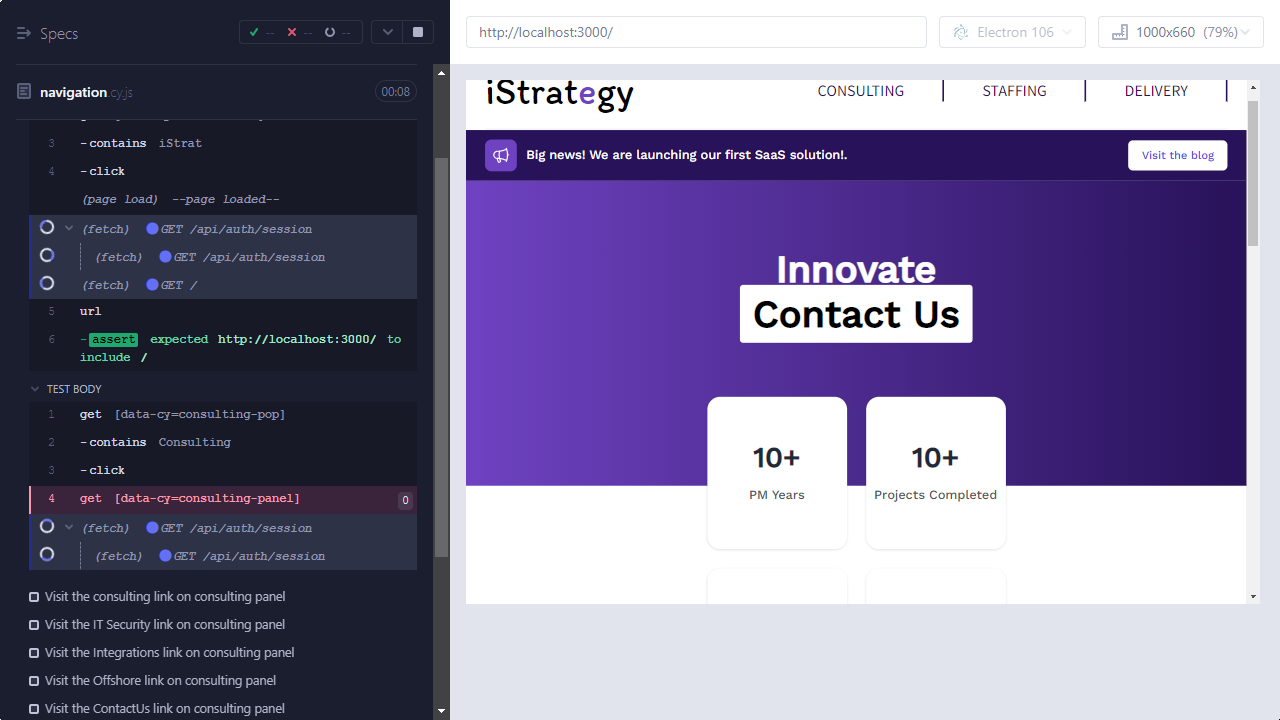 Specs
-- -- --
navigation.cy.js
00:08
3 -contains iStrat
4 -click
(page load) --page loaded--
(fetch) GET /api/auth/session
(fetch) GET /api/auth/session
(fetch) GET /
5 url
6 -assert expected http://localhost:3000/ to
include /
TEST BODY
1 get [data-cy=consulting-pop]
2 -contains Consulting
3 -click
4 get [data-cy=consulting-panel] 0
(fetch) GET /api/auth/session
(fetch) GET /api/auth/session
Visit the consulting link on consulting panel
Visit the IT Security link on consulting panel
Visit the Integrations link on consulting panel
Visit the Offshore link on consulting panel
Visit the ContactUs link on consulting panel
http://localhost:3000/
Electron 106
1000x660 (79%)
iStrategy
CONSULTING STAFFING DELIVERY
Big news! We are launching our first SaaS solution!.
Visit the blog
Innovate
Contact Us
10+
PM Years
10+
Projects Completed